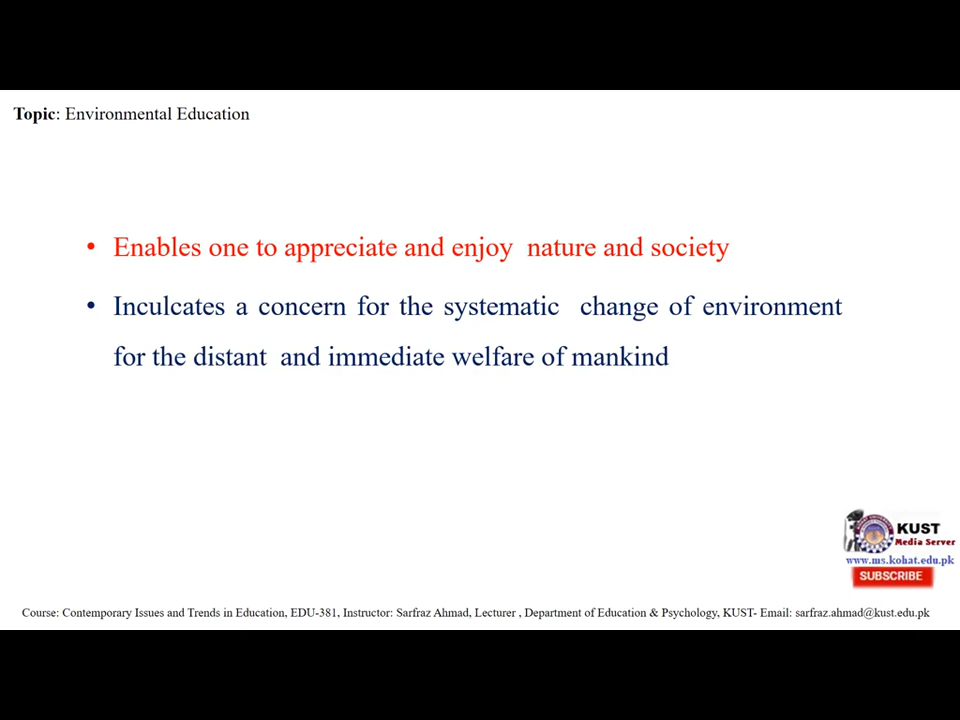 Topic: Environmental Education
• Enables one to appreciate and enjoy nature and society
• Inculcates a concern for the systematic change of environment
for the distant and immediate welfare of mankind
KUST
Media Server
www.ms.kohat.edu.pk
SUBSCRIBE
Course: Contemporary Issues and Trends in Education, EDU-381, Instructor: Sarfraz Ahmad, Lecturer , Department of Education & Psychology, KUST- Email: sarfraz.ahmad@kust.edu.pk